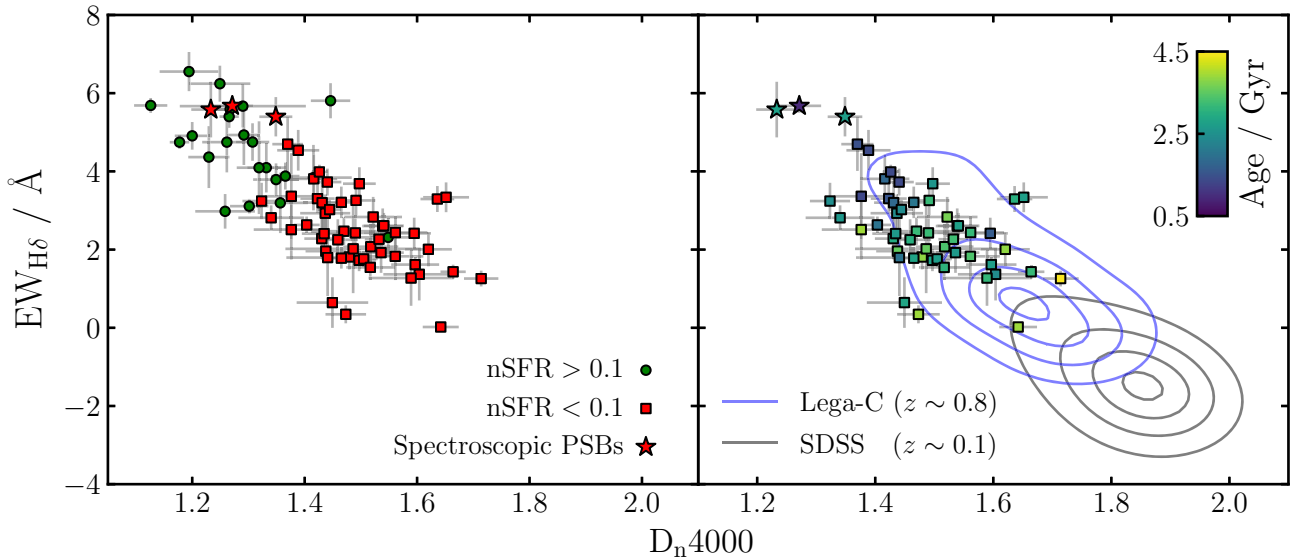 8
6
4
2
0
−2
−4
EW_Hδ / Å
nSFR > 0.1
nSFR < 0.1
Spectroscopic PSBs
1.2 1.4 1.6 1.8 2.0
4.5
2.5
0.5
Age / Gyr
Lega-C (z ∼ 0.8)
SDSS (z ∼ 0.1)
1.2 1.4 1.6 1.8 2.0
D_n4000